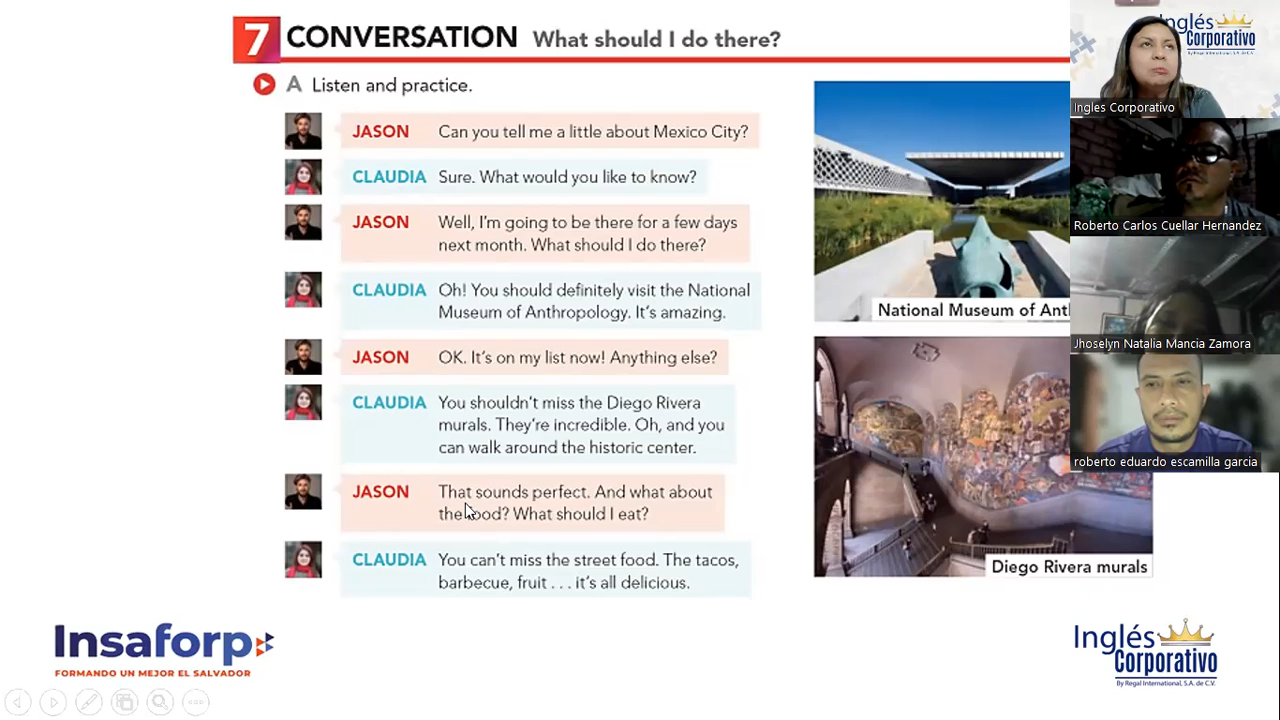 7 CONVERSATION What should I do there?
A Listen and practice.
JASON Can you tell me a little about Mexico City?
CLAUDIA Sure. What would you like to know?
JASON Well, I'm going to be there for a few days
next month. What should I do there?
CLAUDIA Oh! You should definitely visit the National
Museum of Anthropology. It's amazing.
JASON OK. It's on my list now! Anything else?
CLAUDIA You shouldn't miss the Diego Rivera
murals. They're incredible. Oh, and you
can walk around the historic center.
JASON That sounds perfect. And what about
the food? What should I eat?
CLAUDIA You can't miss the street food. The tacos,
barbecue, fruit . . . it's all delicious.
National Museum of Ant
Diego Rivera murals
Inglés
Corporativo
By Regal International, S.A. de C.V.
Ingles Corporativo
Roberto Carlos Cuellar Hernandez
Jhoselyn Natalia Mancia Zamora
roberto eduardo escamilla garcia
Insaforp
FORMANDO UN MEJOR EL SALVADOR
Inglés
Corporativo
By Regal International, S.A. de C.V.